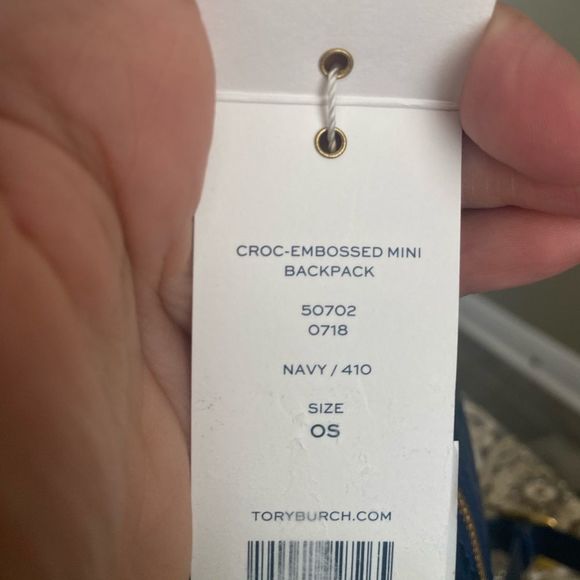 CROC-EMBOSSED MINI
BACKPACK
50702
0718
NAVY / 410
SIZE
OS
TORYBURCH.COM